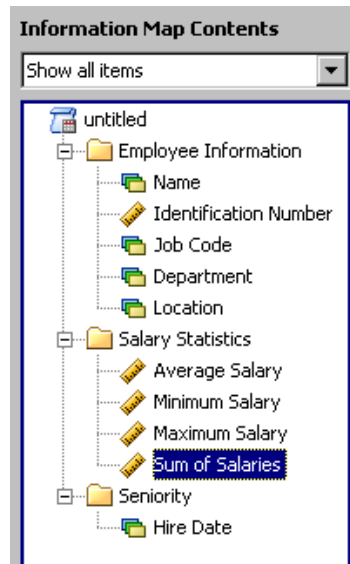 Information Map Contents
Show all items
untitled
Employee Information
Name
Identification Number
Job Code
Department
Location
Salary Statistics
Average Salary
Minimum Salary
Maximum Salary
Sum of Salaries
Seniority
Hire Date